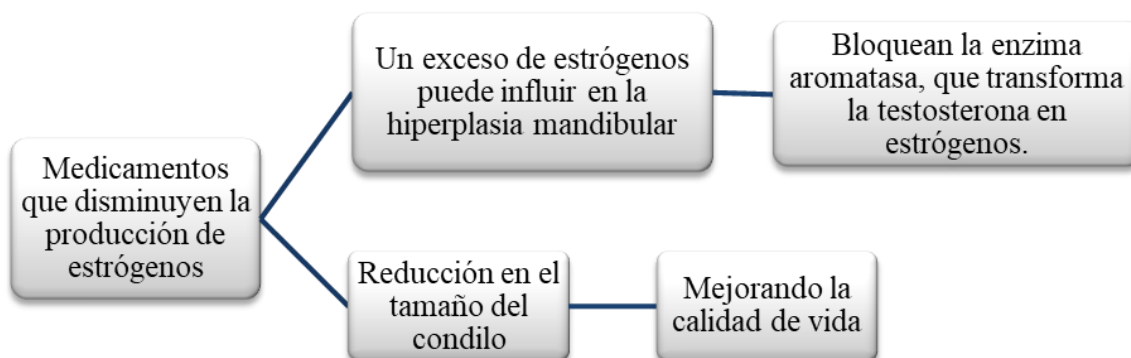 Medicamentos
que disminuyen la
producción de
estrógenos
Un exceso de estrógenos
puede influir en la
hiperplasia mandibular
Bloquean la enzima
aromatasa, que transforma
la testosterona en
estrógenos.
Reducción en el
tamaño del
condilo
Mejorando la
calidad de vida